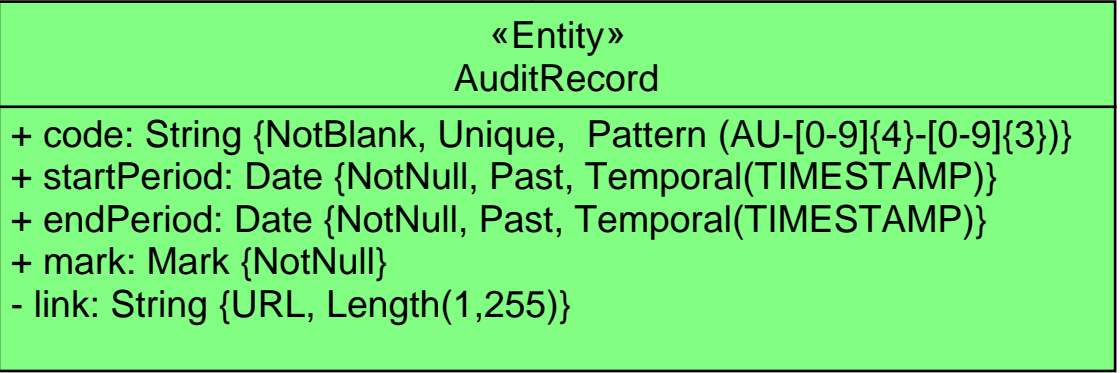 «Entity»
AuditRecord
+ code: String {NotBlank, Unique,  Pattern (AU-[0-9]{4}-[0-9]{3})}
+ startPeriod: Date {NotNull, Past, Temporal(TIMESTAMP)}
+ endPeriod: Date {NotNull, Past, Temporal(TIMESTAMP)}
+ mark: Mark {NotNull}
- link: String {URL, Length(1,255)}